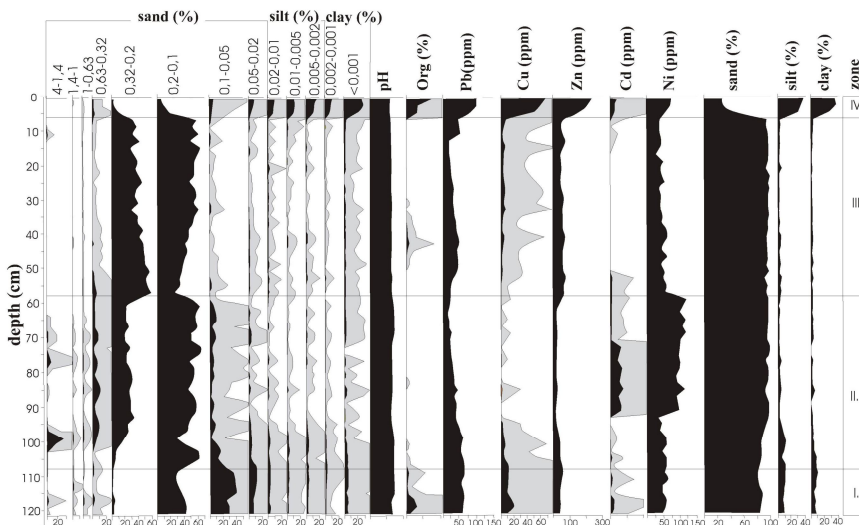 sand (%) silt (%) clay (%)
4-1,4 1,4-1 1-0,63 0,63-0,32 0,32-0,2 0,2-0,1 0,1-0,05 0,05-0,02 0,02-0,01 0,01-0,005 0,005-0,002 0,002-0,001 <0,001 pH Org (%) Pb(ppm) Cu (ppm) Zn (ppm) Cd (ppm) Ni (ppm) sand (%) silt (%) clay (%) zone
0 IV
10
20
30 III
40
50
depth (cm)
60
70
80
90 II.
100
110
120 I.
20 20 20 20 40 20 40 60 20 40 20 20 20 20 20 20 50 100 150 20 40 60 100 300 50 100 150 20 60 100 20 40 20 40